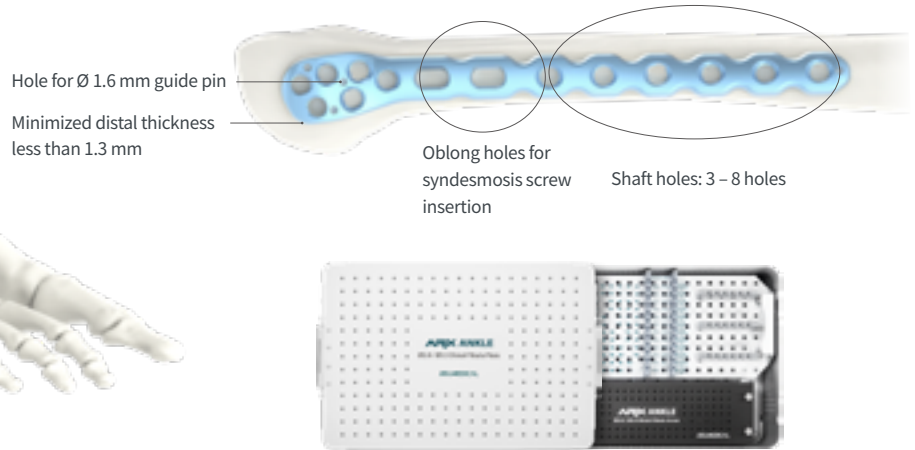 Hole for Ø 1.6 mm guide pin
Minimized distal thickness
less than 1.3 mm
Oblong holes for
syndesmosis screw
insertion
Shaft holes: 3 – 8 holes
ARIX ANKLE
ARIX ANKLE